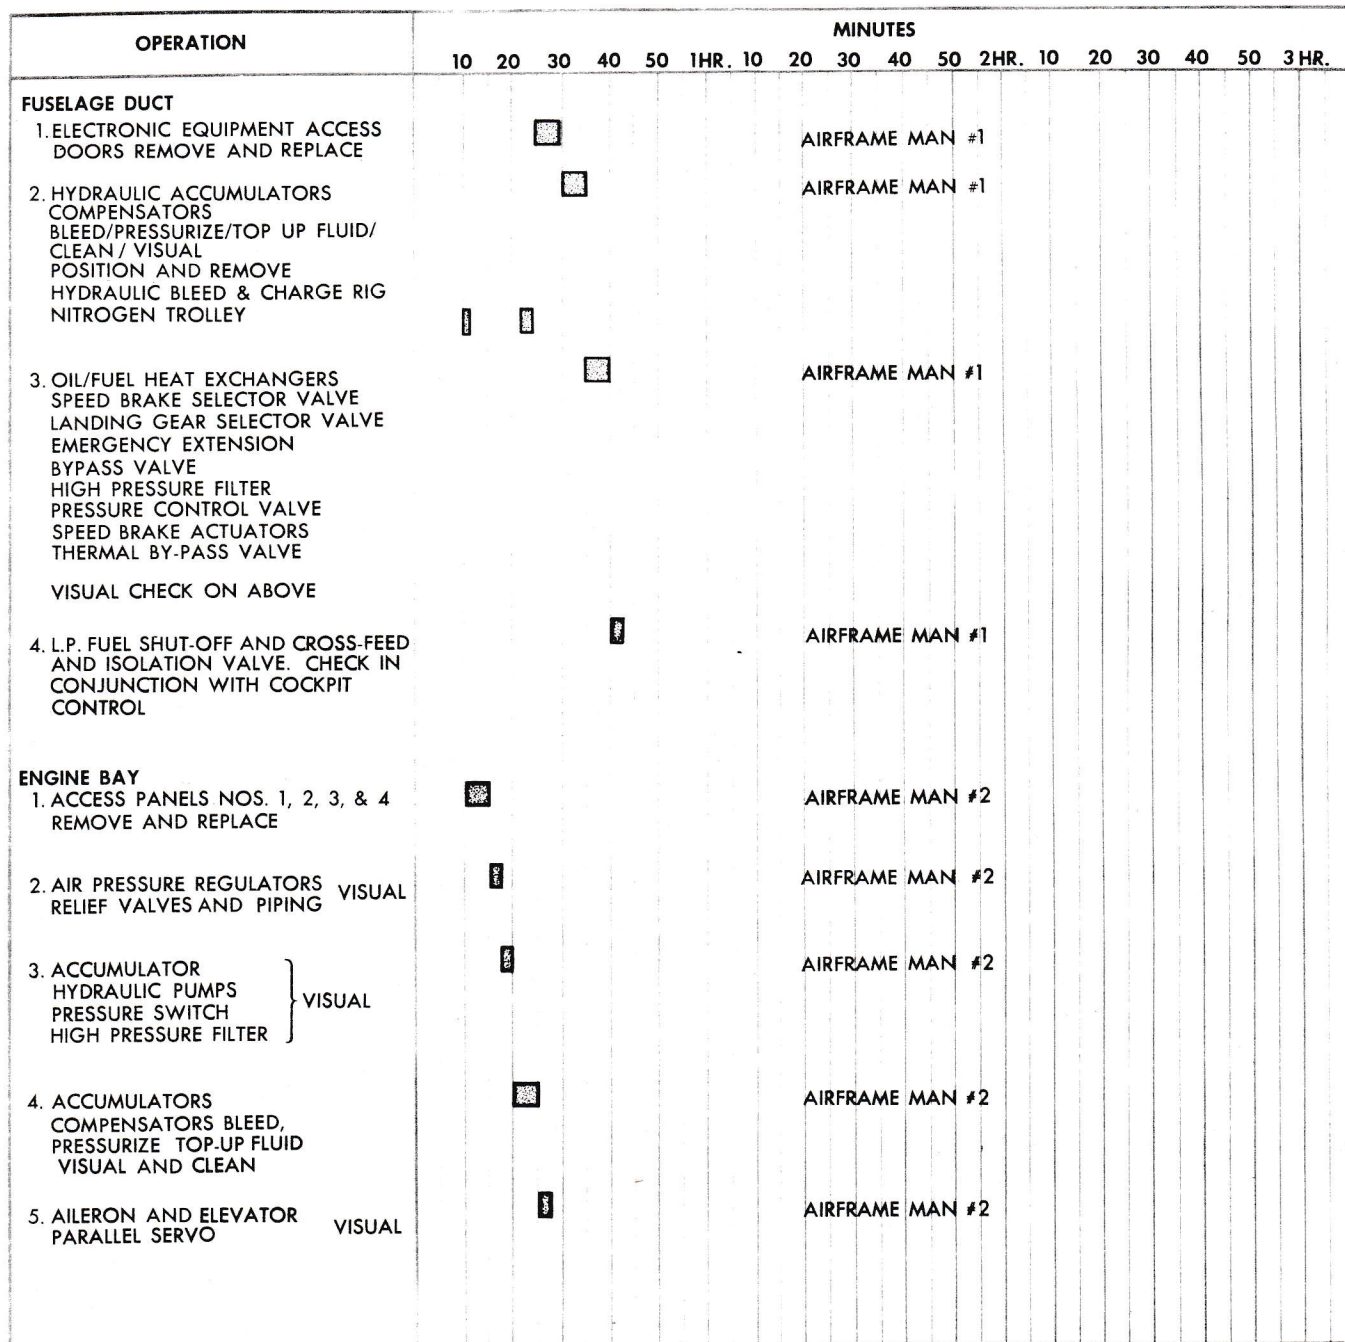 OPERATION
MINUTES
10 20 30 40 50 1HR. 10 20 30 40 50 2HR. 10 20 30 40 50 3 HR.
FUSELAGE DUCT
1. ELECTRONIC EQUIPMENT ACCESS
DOORS REMOVE AND REPLACE
AIRFRAME MAN #1
2. HYDRAULIC ACCUMULATORS
COMPENSATORS
BLEED/PRESSURIZE/TOP UP FLUID/
CLEAN / VISUAL
POSITION AND REMOVE
HYDRAULIC BLEED & CHARGE RIG
NITROGEN TROLLEY
AIRFRAME MAN #1
3. OIL/FUEL HEAT EXCHANGERS
SPEED BRAKE SELECTOR VALVE
LANDING GEAR SELECTOR VALVE
EMERGENCY EXTENSION
BYPASS VALVE
HIGH PRESSURE FILTER
PRESSURE CONTROL VALVE
SPEED BRAKE ACTUATORS
THERMAL BY-PASS VALVE
VISUAL CHECK ON ABOVE
AIRFRAME MAN #1
4. L.P. FUEL SHUT-OFF AND CROSS-FEED
AND ISOLATION VALVE. CHECK IN
CONJUNCTION WITH COCKPIT
CONTROL
AIRFRAME MAN #1
ENGINE BAY
1. ACCESS PANELS NOS. 1, 2, 3, & 4
REMOVE AND REPLACE
AIRFRAME MAN #2
2. AIR PRESSURE REGULATORS
RELIEF VALVES AND PIPING
VISUAL
AIRFRAME MAN #2
3. ACCUMULATOR
HYDRAULIC PUMPS
PRESSURE SWITCH
HIGH PRESSURE FILTER
VISUAL
AIRFRAME MAN #2
4. ACCUMULATORS
COMPENSATORS BLEED,
PRESSURIZE TOP-UP FLUID
VISUAL AND CLEAN
AIRFRAME MAN #2
5. AILERON AND ELEVATOR
PARALLEL SERVO
VISUAL
AIRFRAME MAN #2